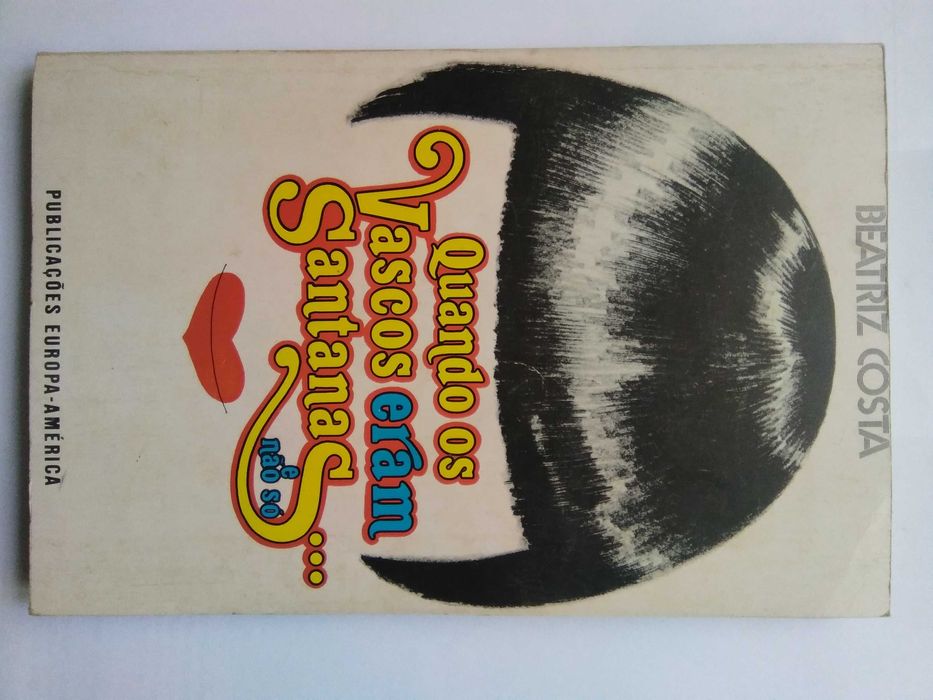 BEATRIZ COSTA
Quando os
Vascos eram
Santanas...
e
não só
PUBLICAÇÕES EUROPA-AMÉRICA